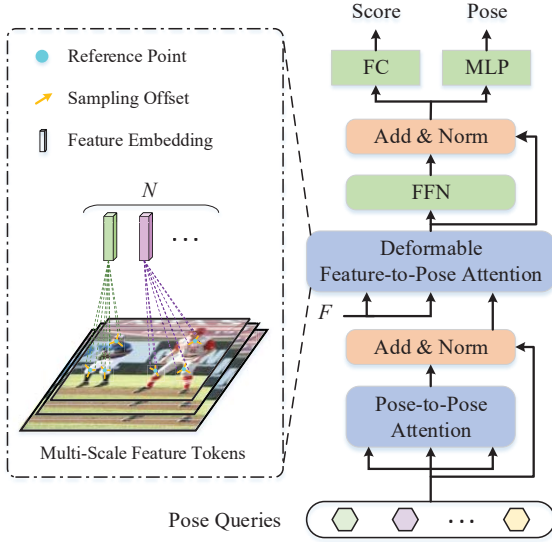 Reference Point
Sampling Offset
Feature Embedding
N
...
Multi-Scale Feature Tokens
Score
Pose
FC
MLP
Add & Norm
FFN
Deformable
Feature-to-Pose Attention
F
Add & Norm
Pose-to-Pose
Attention
Pose Queries
...